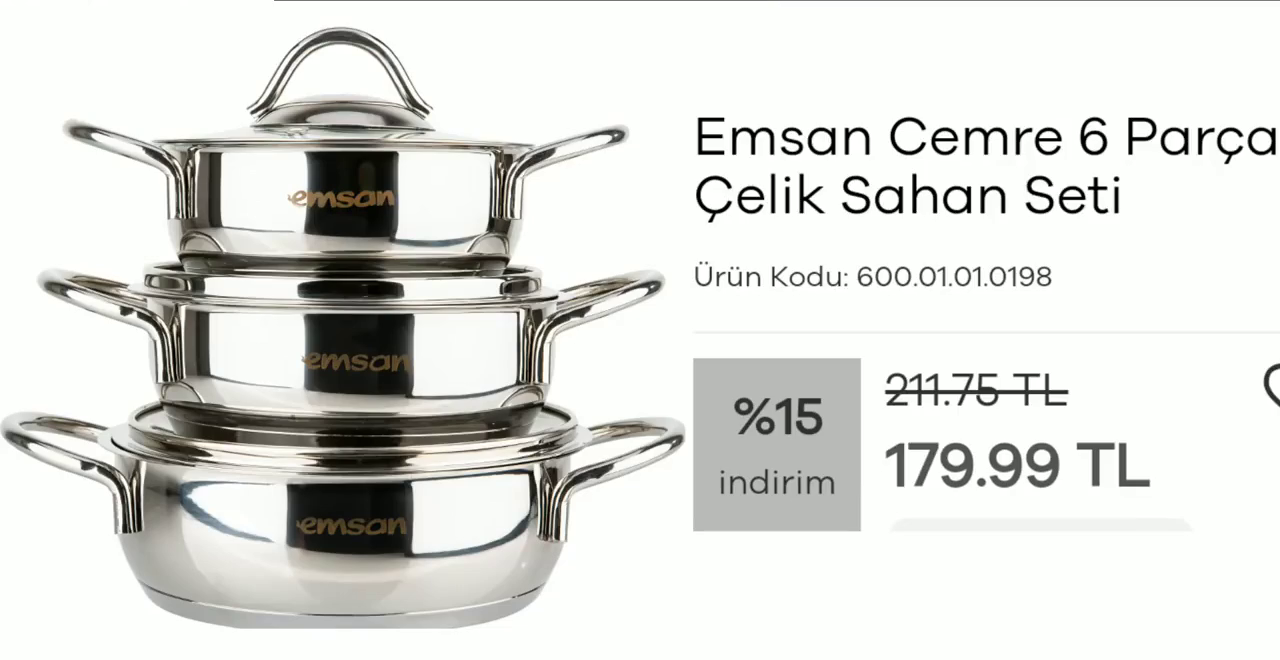 emsan
emsan
emsan
Emsan Cemre 6 Parça
Çelik Sahan Seti
Ürün Kodu: 600.01.01.0198
%15
indirim
211.75 TL
179.99 TL